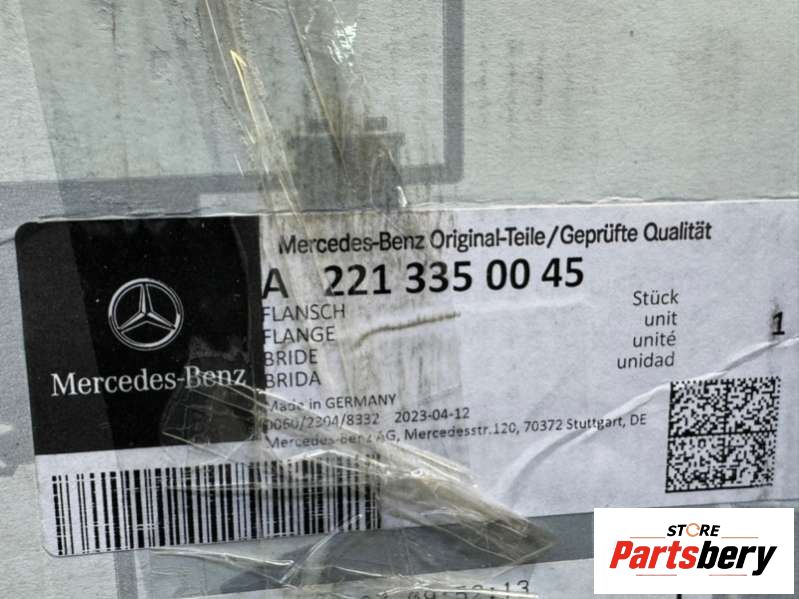 Mercedes-Benz Original-Teile/Geprüfte Qualität
A 221 335 00 45
FLANSCH
FLANGE
BRIDE
BRIDA
Stück
unit
unité
unidad
1
Mercedes-Benz
Made in GERMANY
0060/2304/8332 2023-04-12
Mercedes-Benz AG, Mercedesstr.120, 70372 Stuttgart, DE
STORE
Partsbery